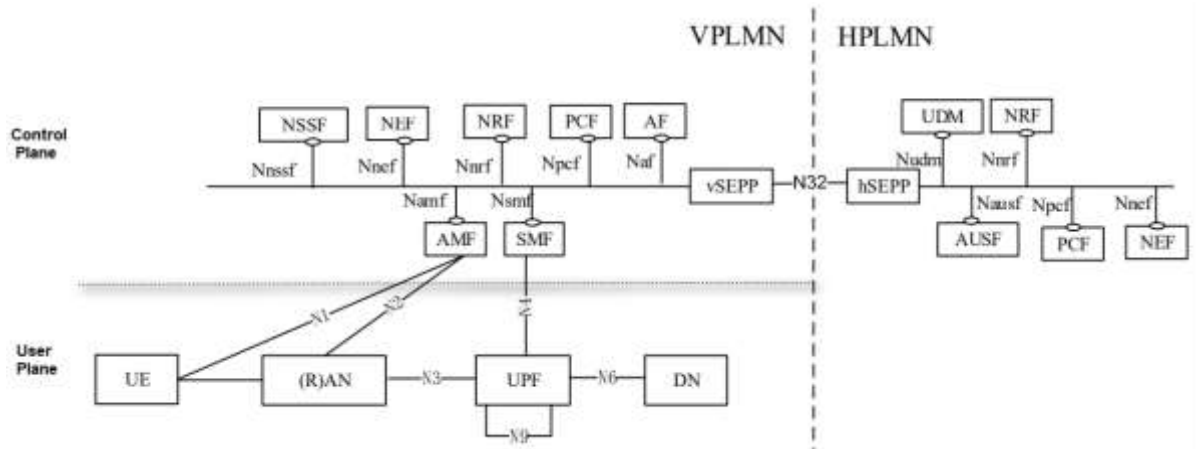 VPLMN HPLMN
Control
Plane
NSSF NEF NRF PCF AF UDM NRF
Nnssf Nnef Nnrf Npcf Naf Nudm Nnrf
vSEPP N32 hSEPP
Namf Nsmf Nausf Npcf Nnef
AMF SMF AUSF PCF NEF
N1 N2 N4
User
Plane
UE (R)AN N3 UPF N6 DN
N9